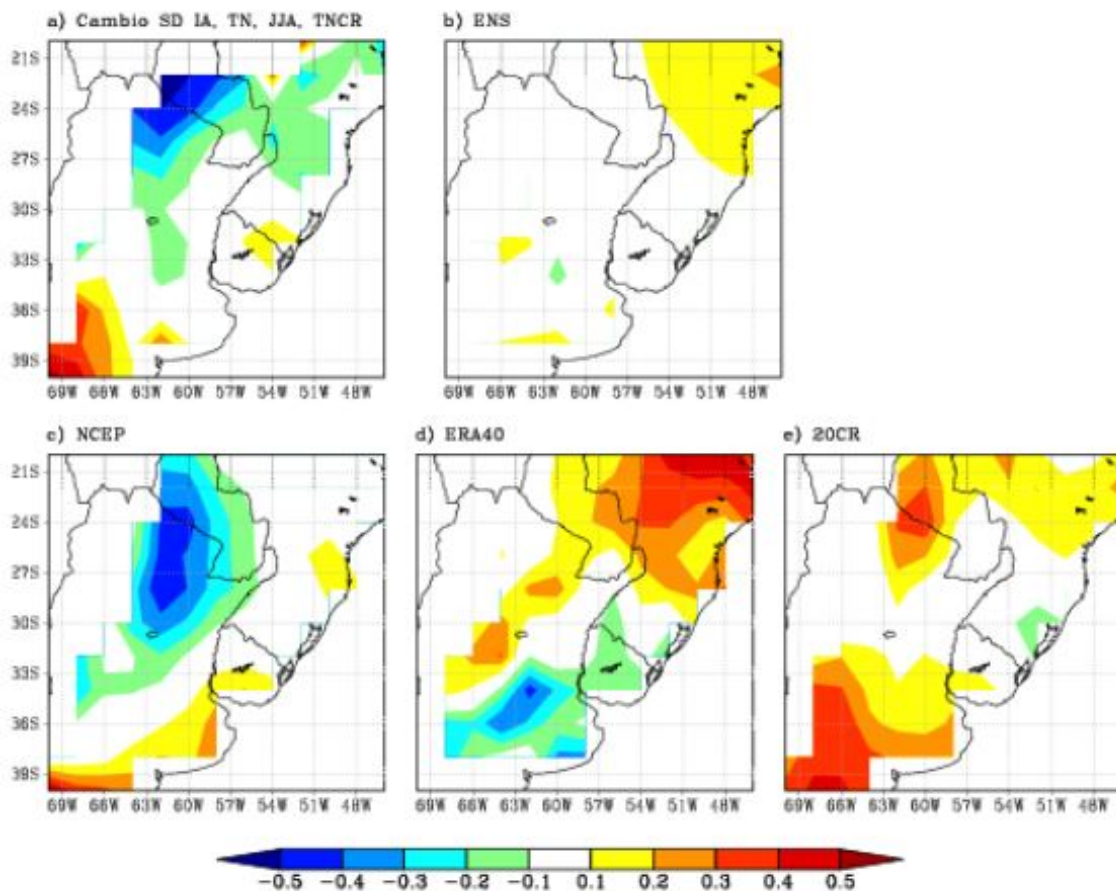 a) Cambio SD IA, TN, JJA, TNCR
b) ENS
21S
24S
27S
30S
33S
36S
39S
69W 66W 63W 60W 57W 54W 51W 48W
69W 66W 63W 60W 57W 54W 51W 48W
c) NCEP
d) ERA40
e) 20CR
21S
24S
27S
30S
33S
36S
39S
69W 66W 63W 60W 57W 54W 51W 48W
69W 66W 63W 60W 57W 54W 51W 48W
69W 66W 63W 60W 57W 54W 51W 48W
-0.5 -0.4 -0.3 -0.2 -0.1 0.1 0.2 0.3 0.4 0.5